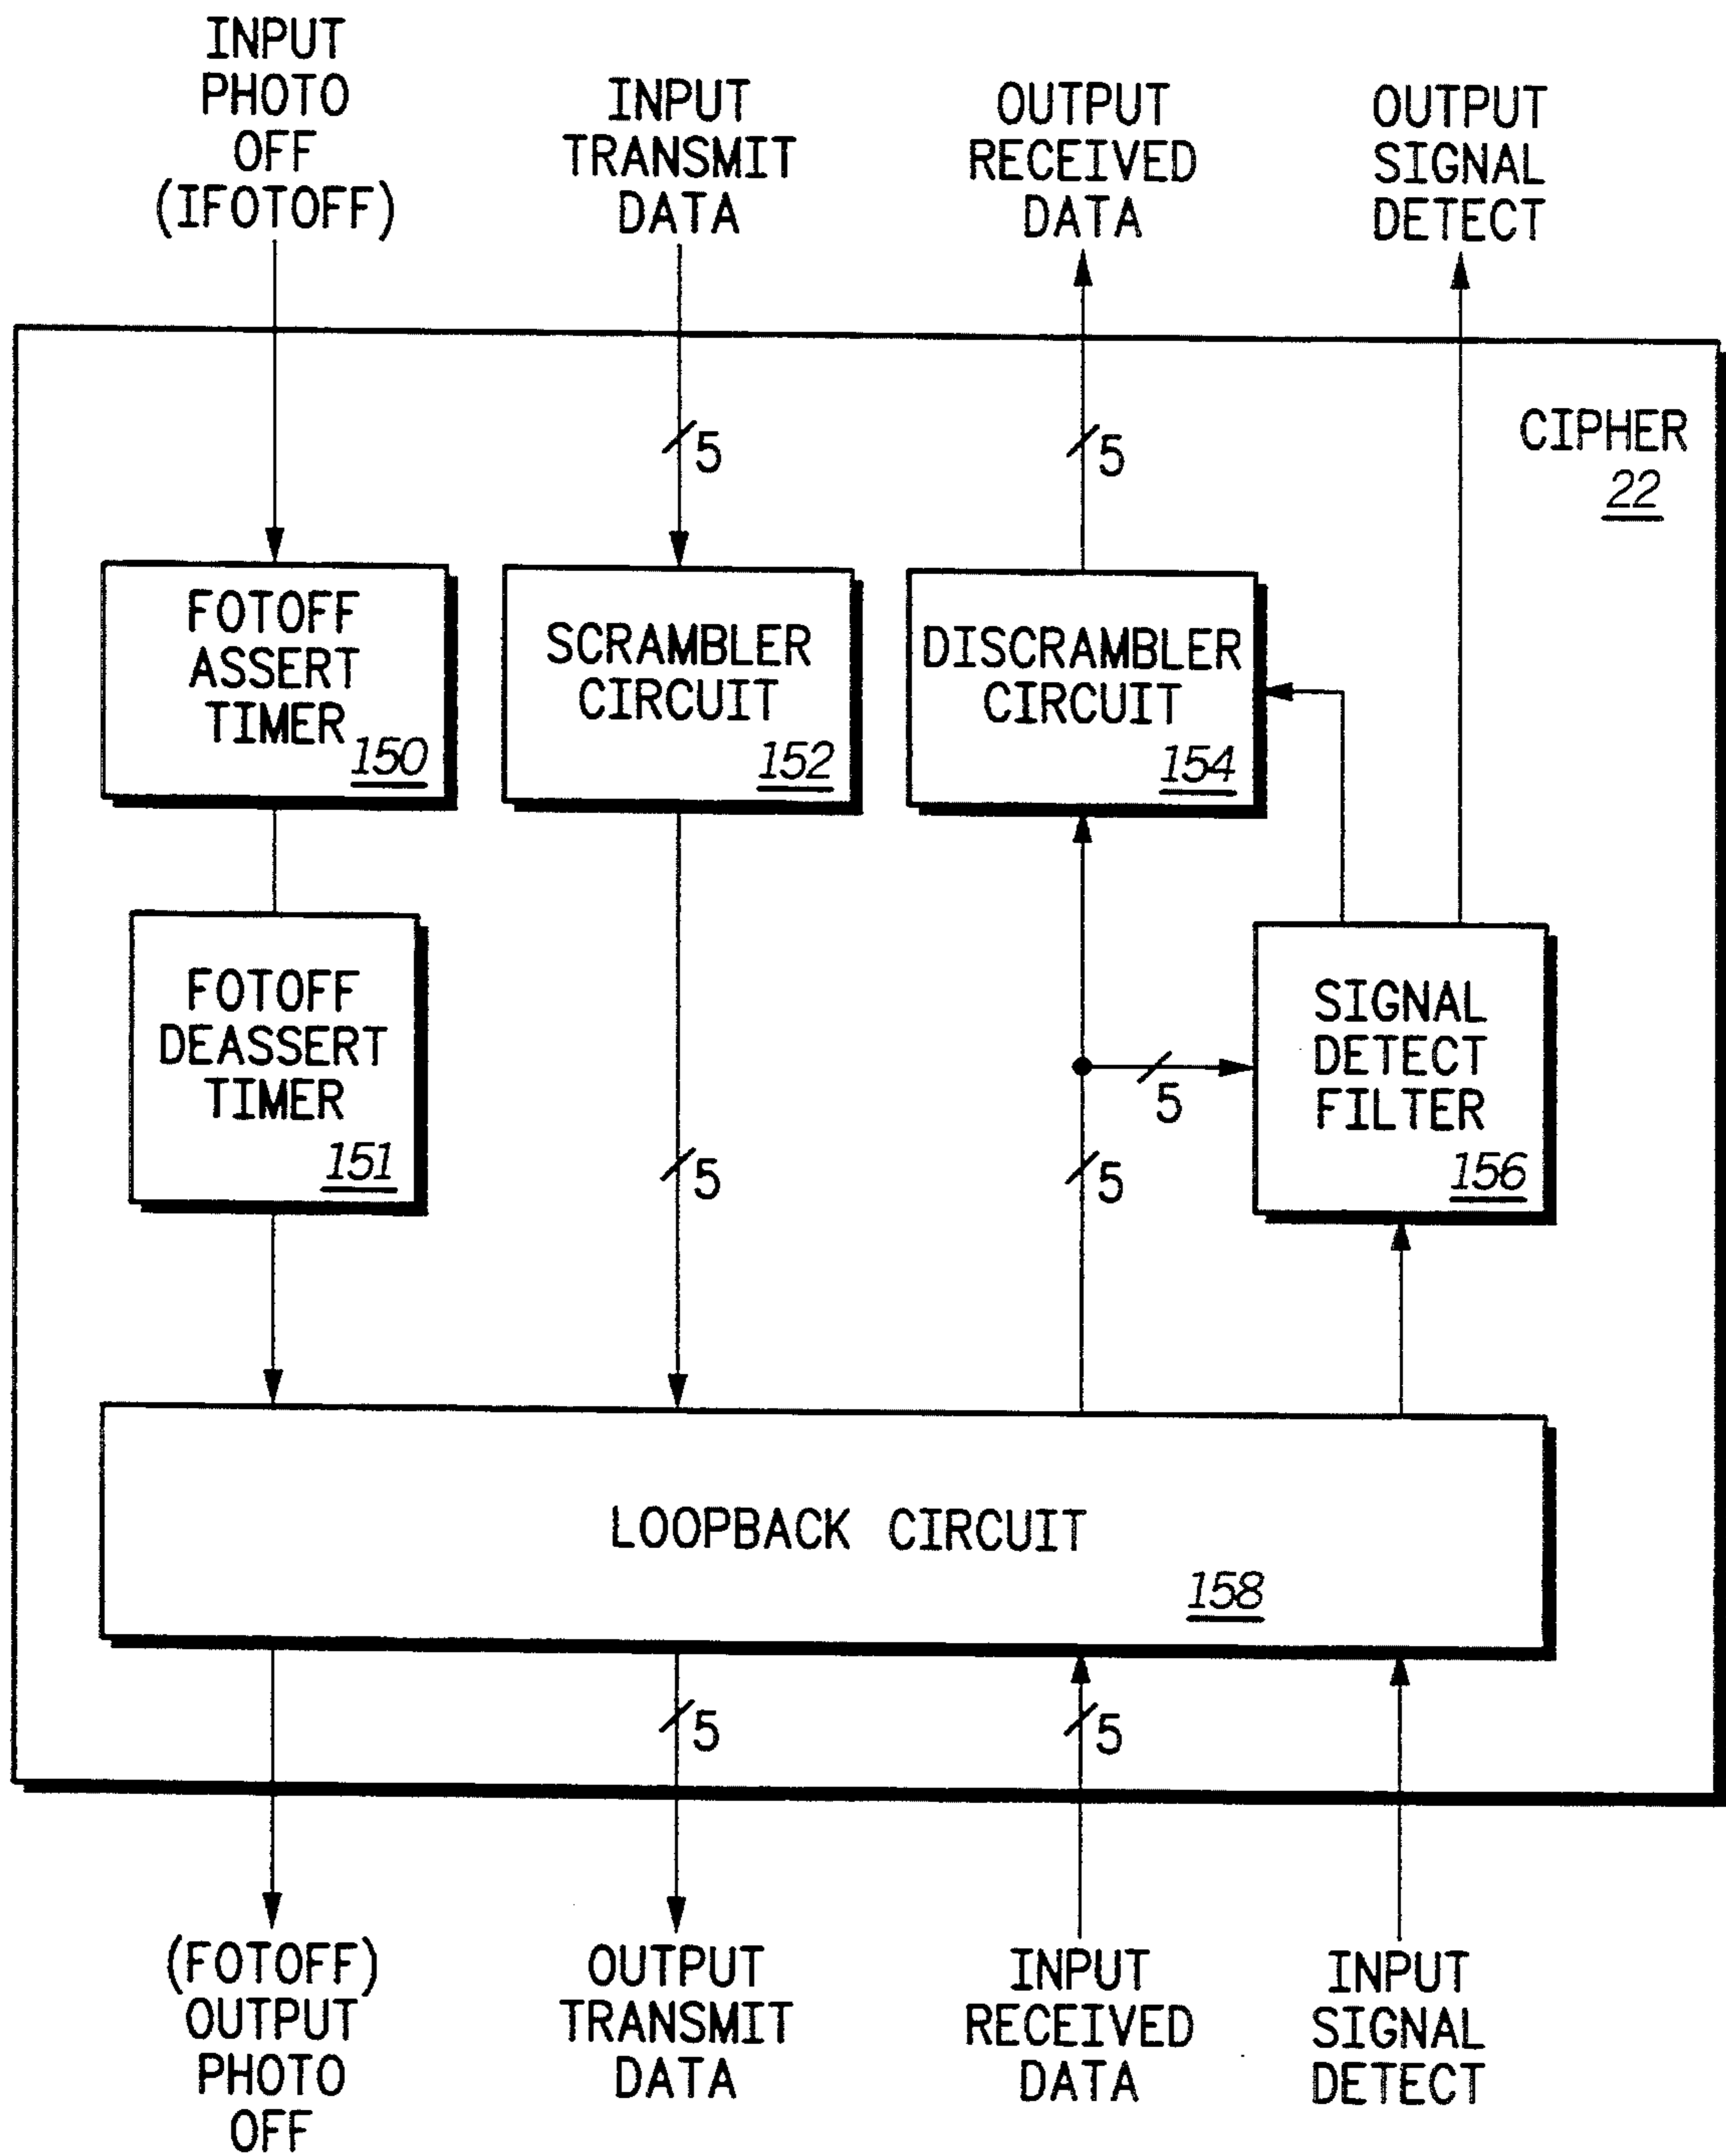 INPUT
PHOTO
OFF
(IFOTOFF)
INPUT
TRANSMIT
DATA
OUTPUT
RECEIVED
DATA
OUTPUT
SIGNAL
DETECT
CIPHER
22
5
5
FOTOFF
ASSERT
TIMER
150
SCRAMBLER
CIRCUIT
152
DISCRAMBLER
CIRCUIT
154
FOTOFF
DEASSERT
TIMER
151
SIGNAL
DETECT
FILTER
156
5
5
5
LOOPBACK CIRCUIT
158
5
5
(FOTOFF)
OUTPUT
PHOTO
OFF
OUTPUT
TRANSMIT
DATA
INPUT
RECEIVED
DATA
INPUT
SIGNAL
DETECT